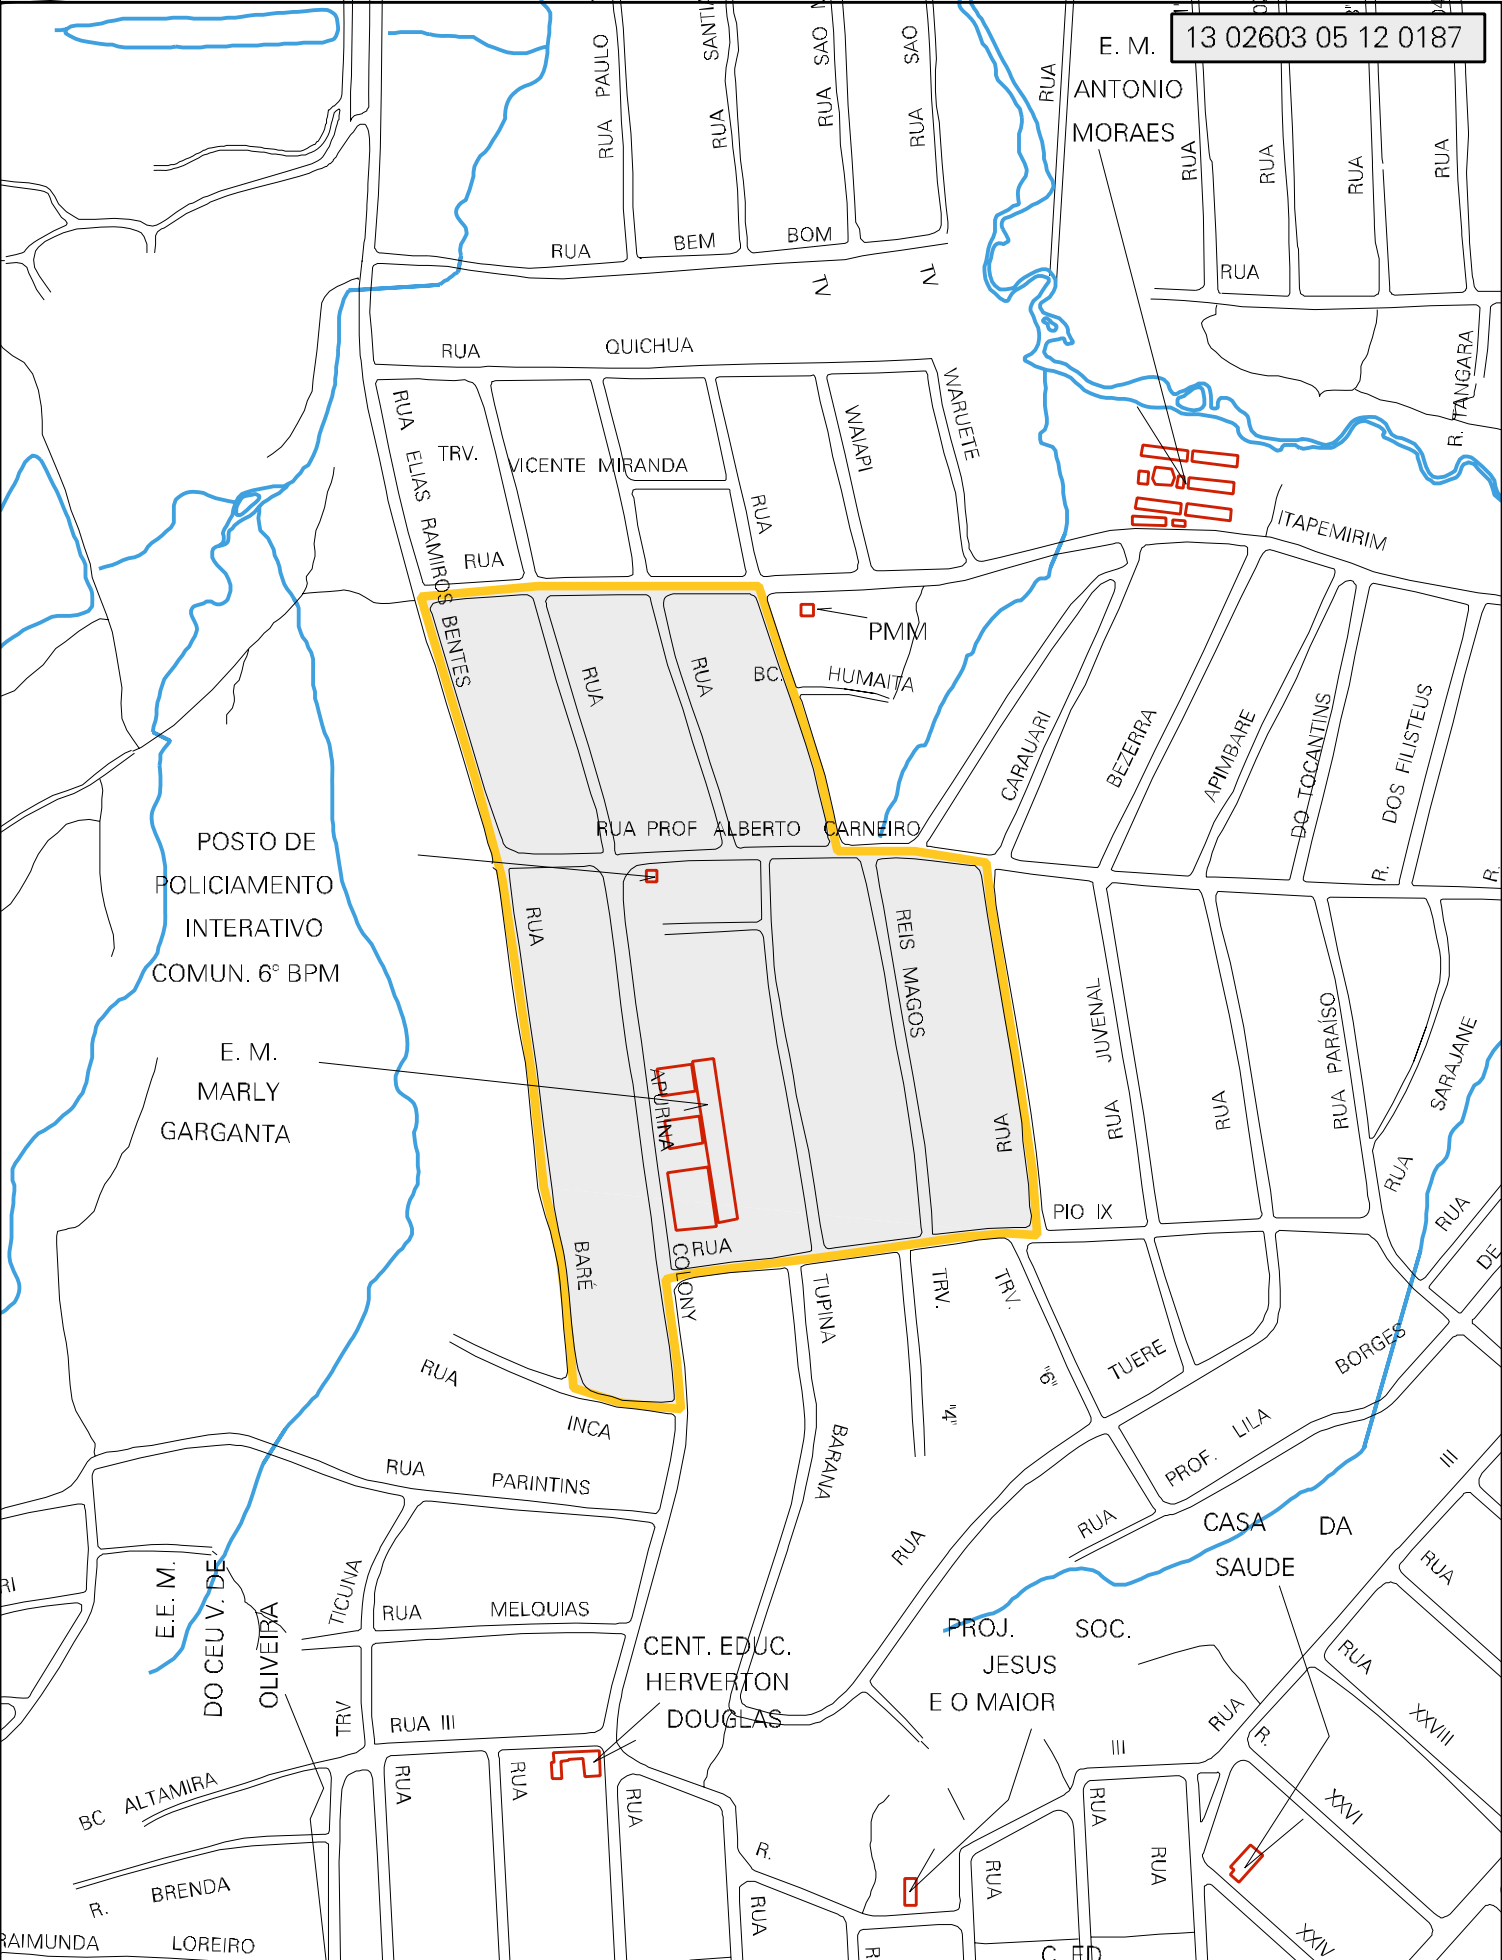 13 02603 05 12 0187
E. M.
ANTONIO
MORAES
RUA PAULO
RUA
RUA SAO
RUA SAO
RUA
RUA
RUA
RUA
RUA
RUA BEM BOM
TV
TV
RUA
RUA QUICHUA
R. TANGARA
WARUETE
WAIAPI
RUA ELIAS RAMIROS BENTES
TRV. VICENTE MIRANDA
RUA
RUA
ITAPEMIRIM
PMM
BC. HUMAITA
RUA
RUA
CARAUARI
BEZERRA
APIMBARE
DO TOCANTINS
R. DOS FILISTEUS
R.
RUA PROF ALBERTO CARNEIRO
POSTO DE
POLICIAMENTO
INTERATIVO
COMUN. 6º BPM
RUA BARÉ
REIS MAGOS
RUA
RUA JUVENAL
RUA
RUA PARAÍSO
RUA SARAJANE
E. M.
MARLY
GARGANTA
APURINA
COLONY
RUA
PIO IX
RUA
DE
TUPINA
BARANA
TRV. "4"
TRV. "6"
TUERE
RUA INCA
RUA PARINTINS
BORGES
PROF. LILA
RUA
RUA
III
CASA DA
SAUDE
E.E. M.
DO CEU V. DE
OLIVEIRA
TICUNA
TRV
RUA MELQUIAS
CENT. EDUC.
HERVERTON
DOUGLAS
PROJ. SOC.
JESUS
E O MAIOR
RUA
RUA
XXVIII
RUA
R.
XXVI
III
RUA III
BC ALTAMIRA
RUA
RUA
RUA
RUA
R.
RUA
RUA
RUA
R. BRENDA
RAIMUNDA LOREIRO
XXIV
C. ED